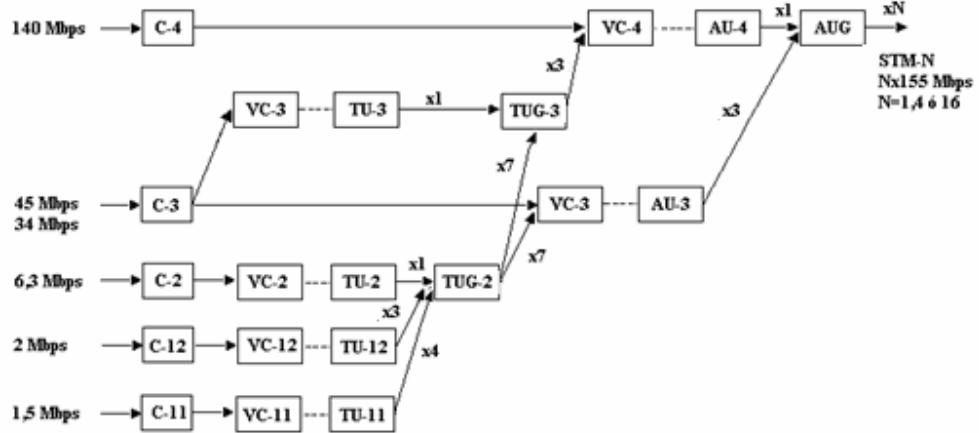 140 Mbps C-4 VC-4 AU-4 x1 AUG xN
STM-N
Nx155 Mbps
N=1,4 ó 16
x3
VC-3 TU-3 x1 TUG-3
x3
x7
45 Mbps C-3 VC-3 AU-3
34 Mbps
x7
6,3 Mbps C-2 VC-2 TU-2 x1 TUG-2
x3
2 Mbps C-12 VC-12 TU-12 x4
1,5 Mbps C-11 VC-11 TU-11